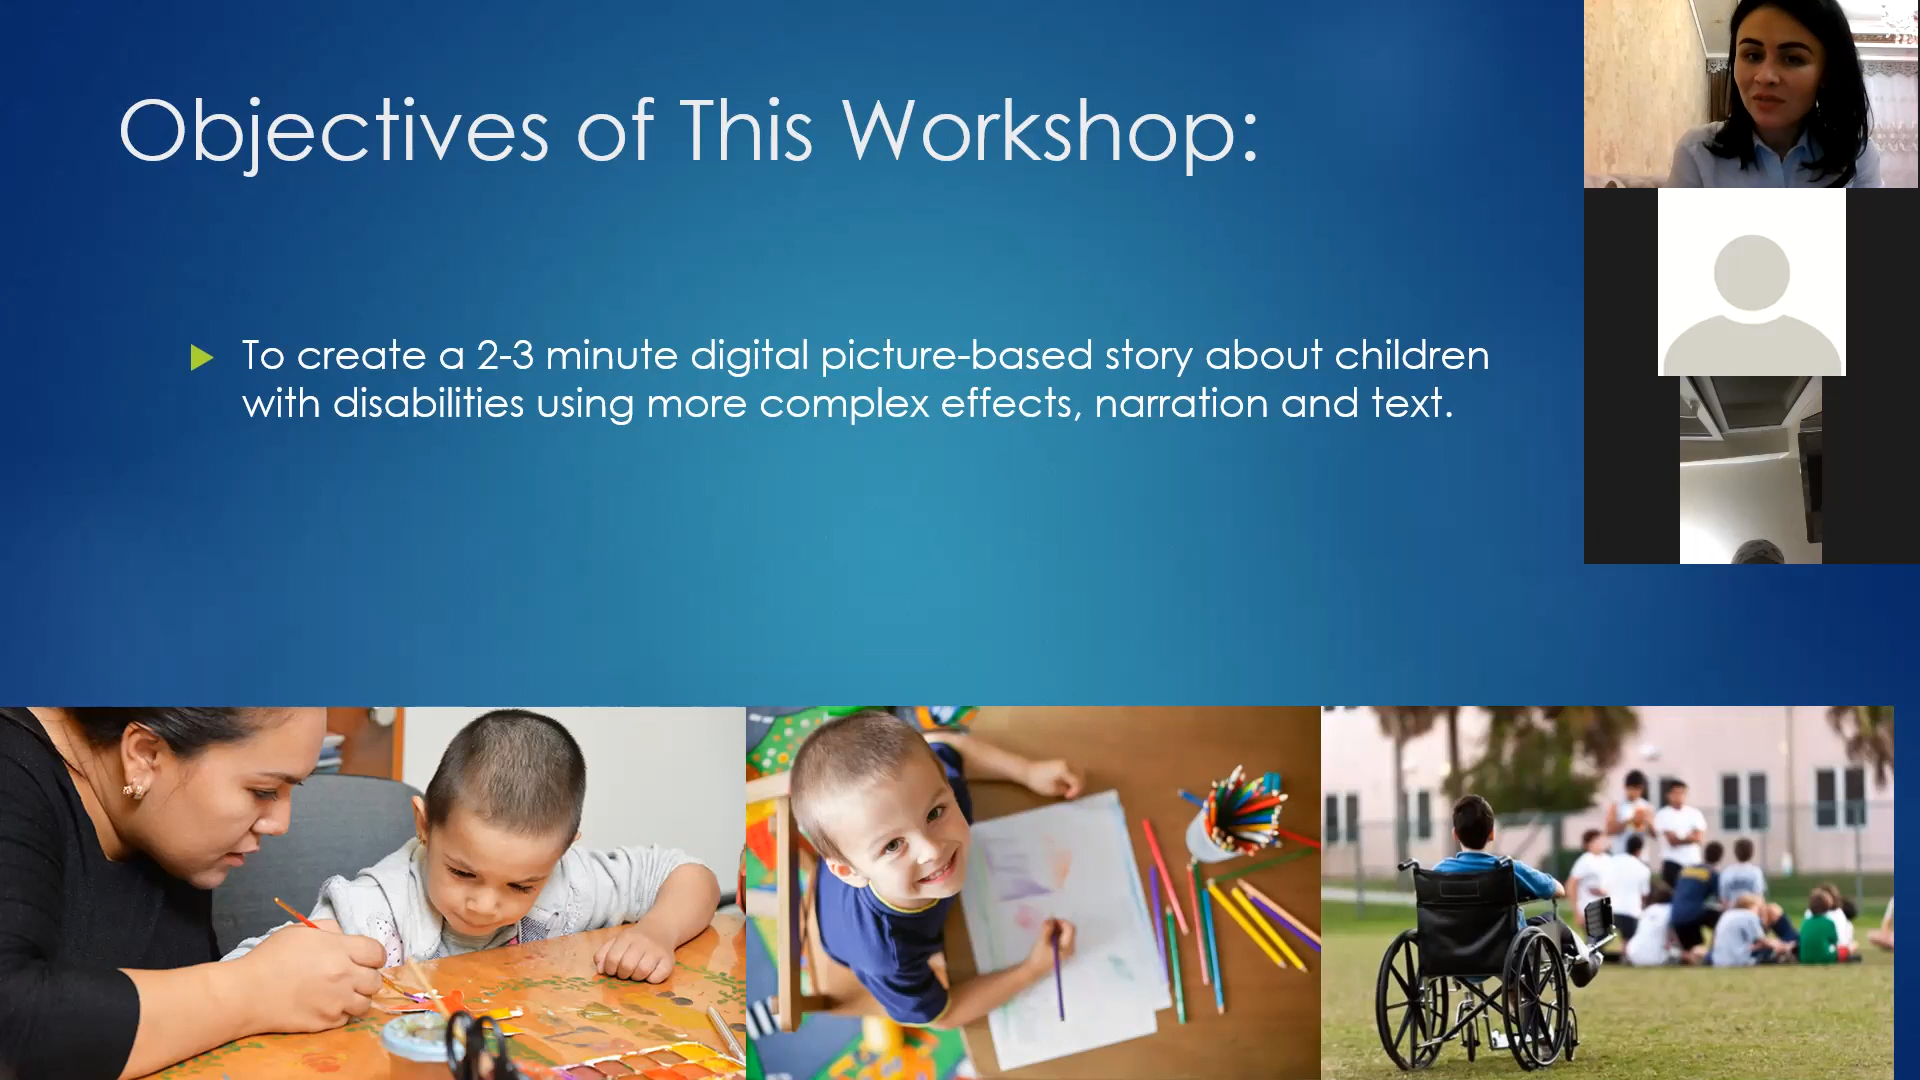 Objectives of This Workshop:
To create a 2-3 minute digital picture-based story about children
with disabilities using more complex effects, narration and text.